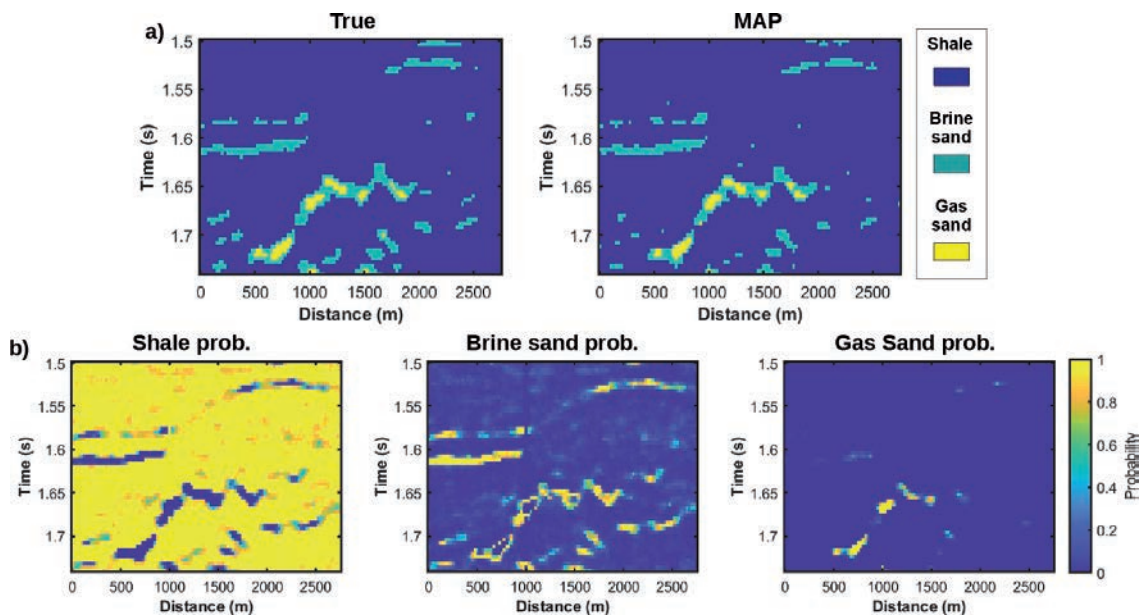 a)
True
MAP
1.5
1.55
1.6
1.65
1.7
Time (s)
0 500 1000 1500 2000 2500
Distance (m)
1.5
1.55
1.6
1.65
1.7
Time (s)
0 500 1000 1500 2000 2500
Distance (m)
Shale
Brine
sand
Gas
sand
b)
Shale prob.
Brine sand prob.
Gas Sand prob.
1.5
1.55
1.6
1.65
1.7
Time (s)
0 500 1000 1500 2000 2500
Distance (m)
1.5
1.55
1.6
1.65
1.7
Time (s)
0 500 1000 1500 2000 2500
Distance (m)
1.5
1.55
1.6
1.65
1.7
Time (s)
0 500 1000 1500 2000 2500
Distance (m)
1
0.8
0.6
0.4
0.2
0
Probability